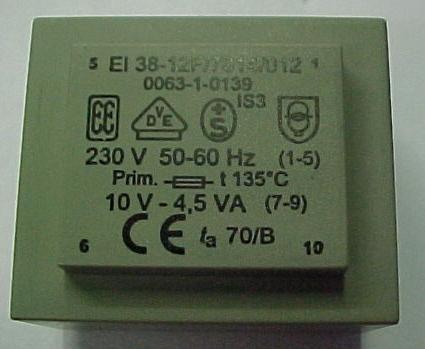 5 EI 38-12F/ 1
0063-1-0139
IS3
VDE
+S
230 V 50-60 Hz (1-5)
Prim. t 135°C
10 V - 4,5 VA (7-9)
6 CE ta 70/B 10